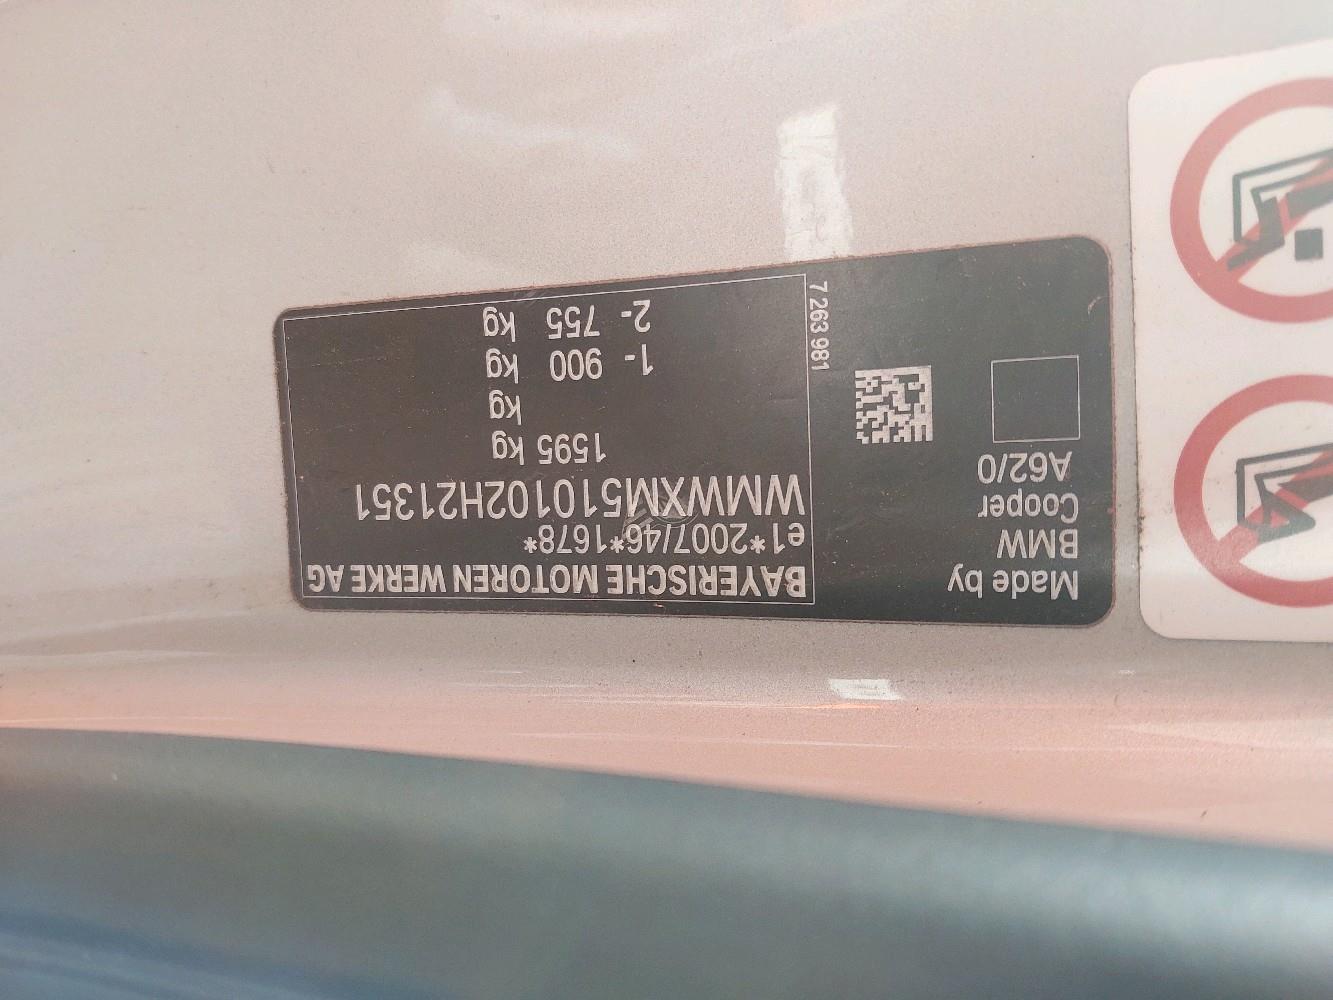 BAYERISCHE MOTOREN WERKE AG
e1*2007/46*1678*
WMWXM510102H21351
1595 kg
kg
1- 900 kg
2- 755 kg
Made by
BMW
Cooper
A62/0
7 263 981